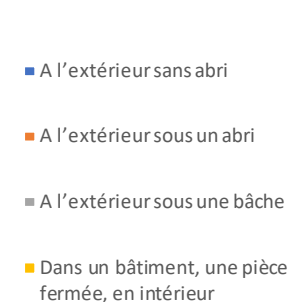 A l’extérieur sans abri
A l’extérieur sous un abri
A l’extérieur sous une bâche
Dans un bâtiment, une pièce
fermée, en intérieur